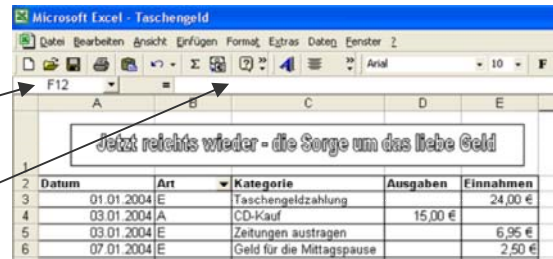 Microsoft Excel - Taschengeld
Datei Bearbeiten Ansicht Einfügen Format Extras Daten Fenster ?
Σ Arial 10 F
F12 =
A B C D E
1 Jetzt reichts wieder - die Sorge um das liebe Geld
2 Datum Art Kategorie Ausgaben Einnahmen
3 01.01.2004 E Taschengeldzahlung 24,00 €
4 03.01.2004 A CD-Kauf 15,00 €
5 03.01.2004 E Zeitungen austragen 6,95 €
6 07.01.2004 E Geld für die Mittagspause 2,50 €